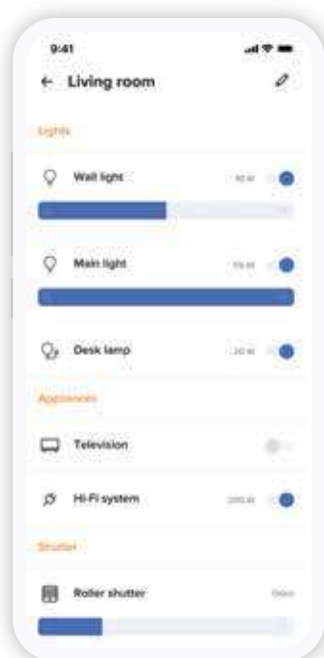 9:41
Living room
Lights
Wall light
Main light
Desk lamp
Appliances
Television
Hi-Fi system
Shutter
Roller shutter